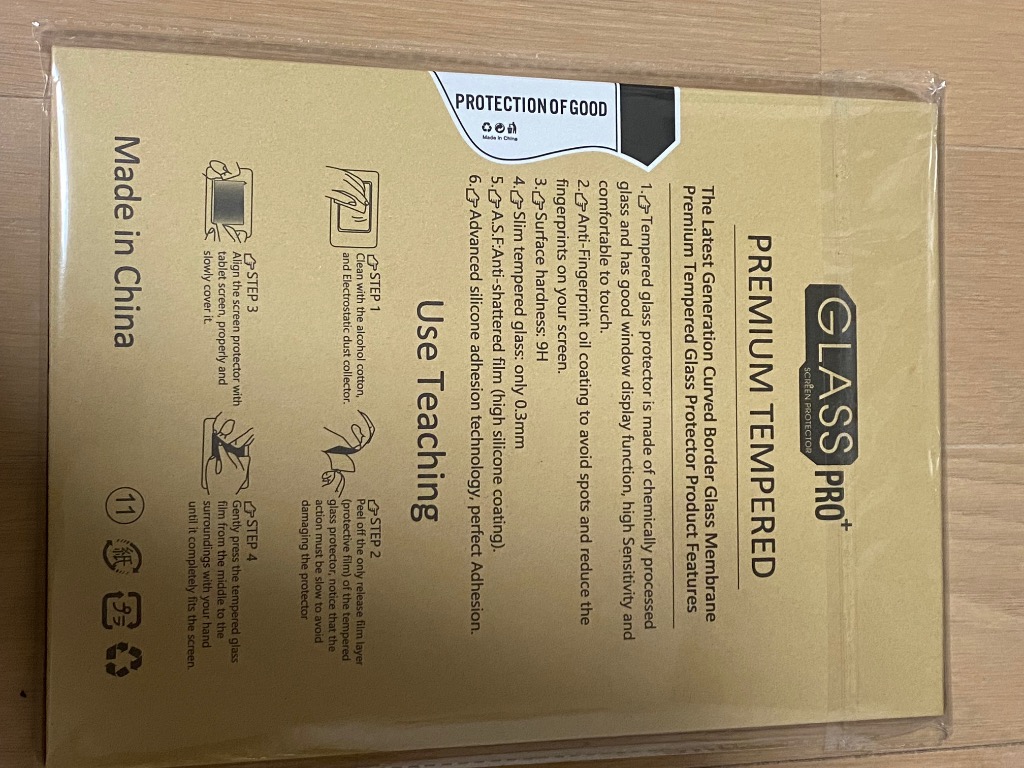 GLASS PRO+
SCREEN PROTECTOR
PREMIUM TEMPERED
The Latest Generation Curved Border Glass Membrane
Premium Tempered Glass Protector Product Features
PROTECTION OF GOOD
Made in China
1.Tempered glass protector is made of chemically processed
glass and has good window display function, high Sensitivity and
comfortable to touch.
2.Anti-Fingerprint oil coating to avoid spots and reduce the
fingerprints on your screen.
3.Surface hardness: 9H
4.Slim tempered glass: only 0.3mm
5.A.S.F:Anti-shattered film (high silicone coating).
6.Advanced silicone adhesion technology, perfect Adhesion.
Use Teaching
STEP 1
Clean with the alcohol cotton,
and Electrostatic dust collector.
STEP 2
Peel off the only release film layer
(protective film) of the tempered
glass protector, notice that the
action must be slow to avoid
damaging the protector
STEP 3
Align the screen protector with
tablet screen, properly and
slowly cover it.
STEP 4
Gently press the tempered glass
film from the middle to the
surroundings with your hand
until it completely fits the screen.
Made in China
11
紙
プラ